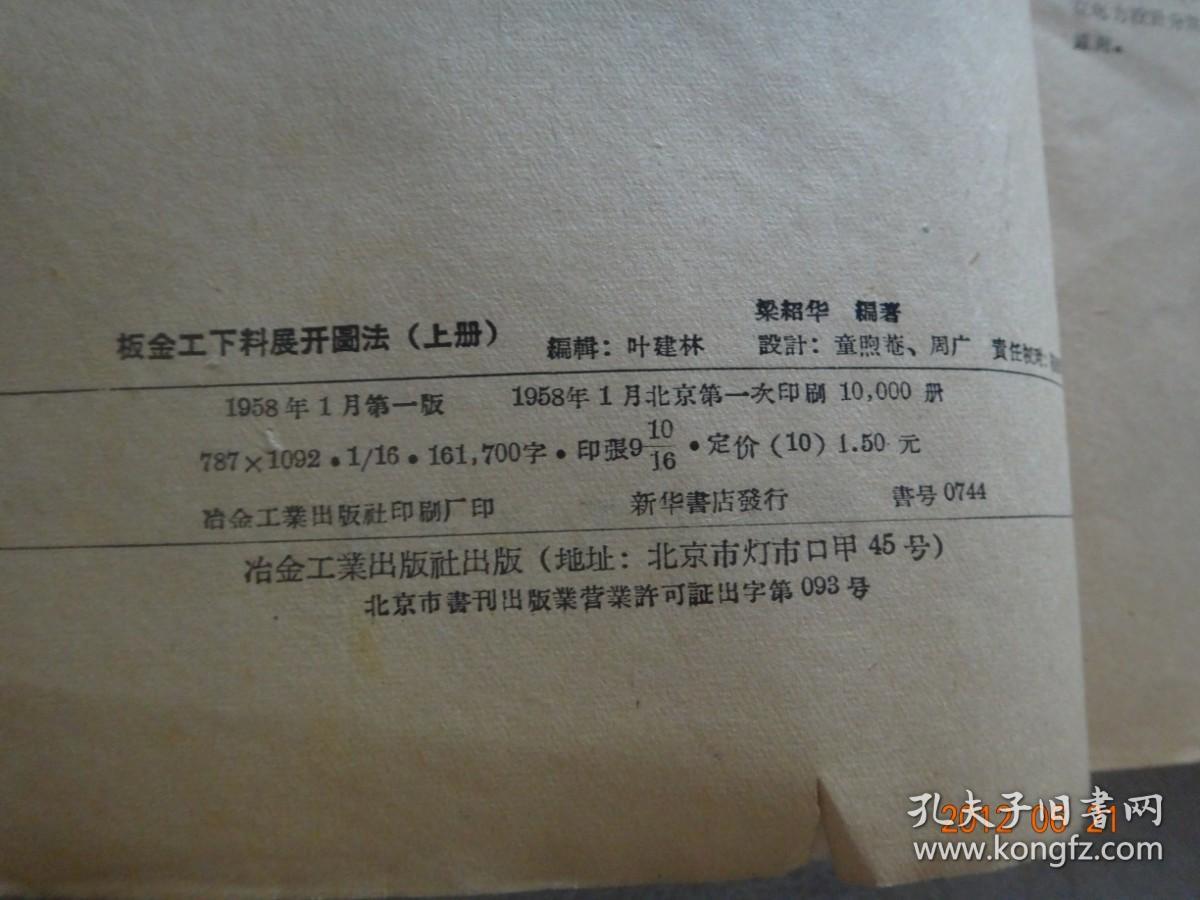 梁紹华 編著
板金工下料展开圖法（上册） 編輯：叶建林 設計：童煦菴、周广 責任校对：
1958年1月第一版 1958年1月北京第一次印刷 10,000 册
787×1092•1/16•161,700字•印張9 10/16•定价 (10) 1.50 元
冶金工業出版社印刷厂印 新华書店發行 書号 0744
冶金工業出版社出版（地址：北京市灯市口甲 45 号）
北京市書刊出版業营業許可証出字第 093 号
孔夫子旧書网
www.kongfz.com